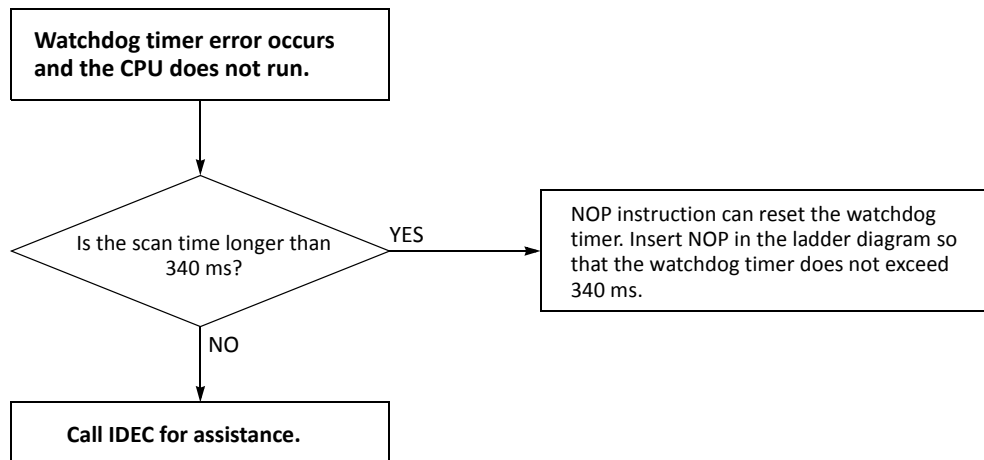 Watchdog timer error occurs
and the CPU does not run.
Is the scan time longer than
340 ms?
YES
NOP instruction can reset the watchdog
timer. Insert NOP in the ladder diagram so
that the watchdog timer does not exceed
340 ms.
NO
Call IDEC for assistance.